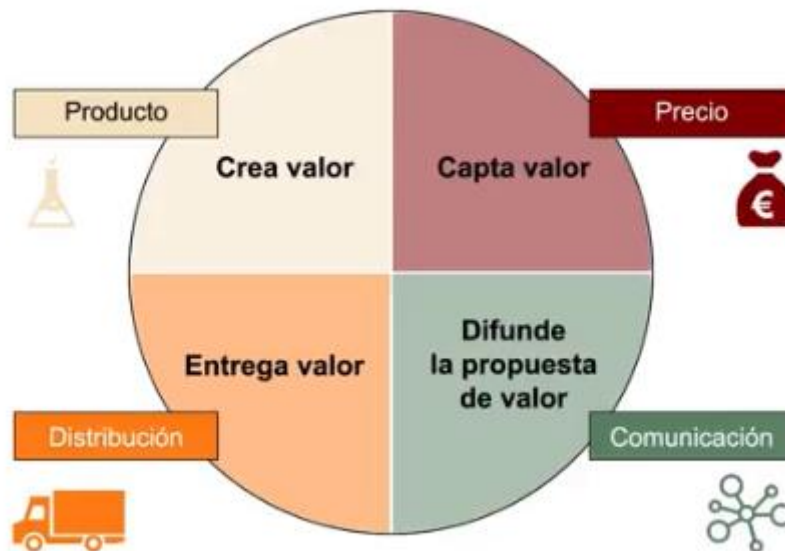 Producto
Precio
Crea valor
Capta valor
€
Entrega valor
Difunde
la propuesta
de valor
Distribución
Comunicación